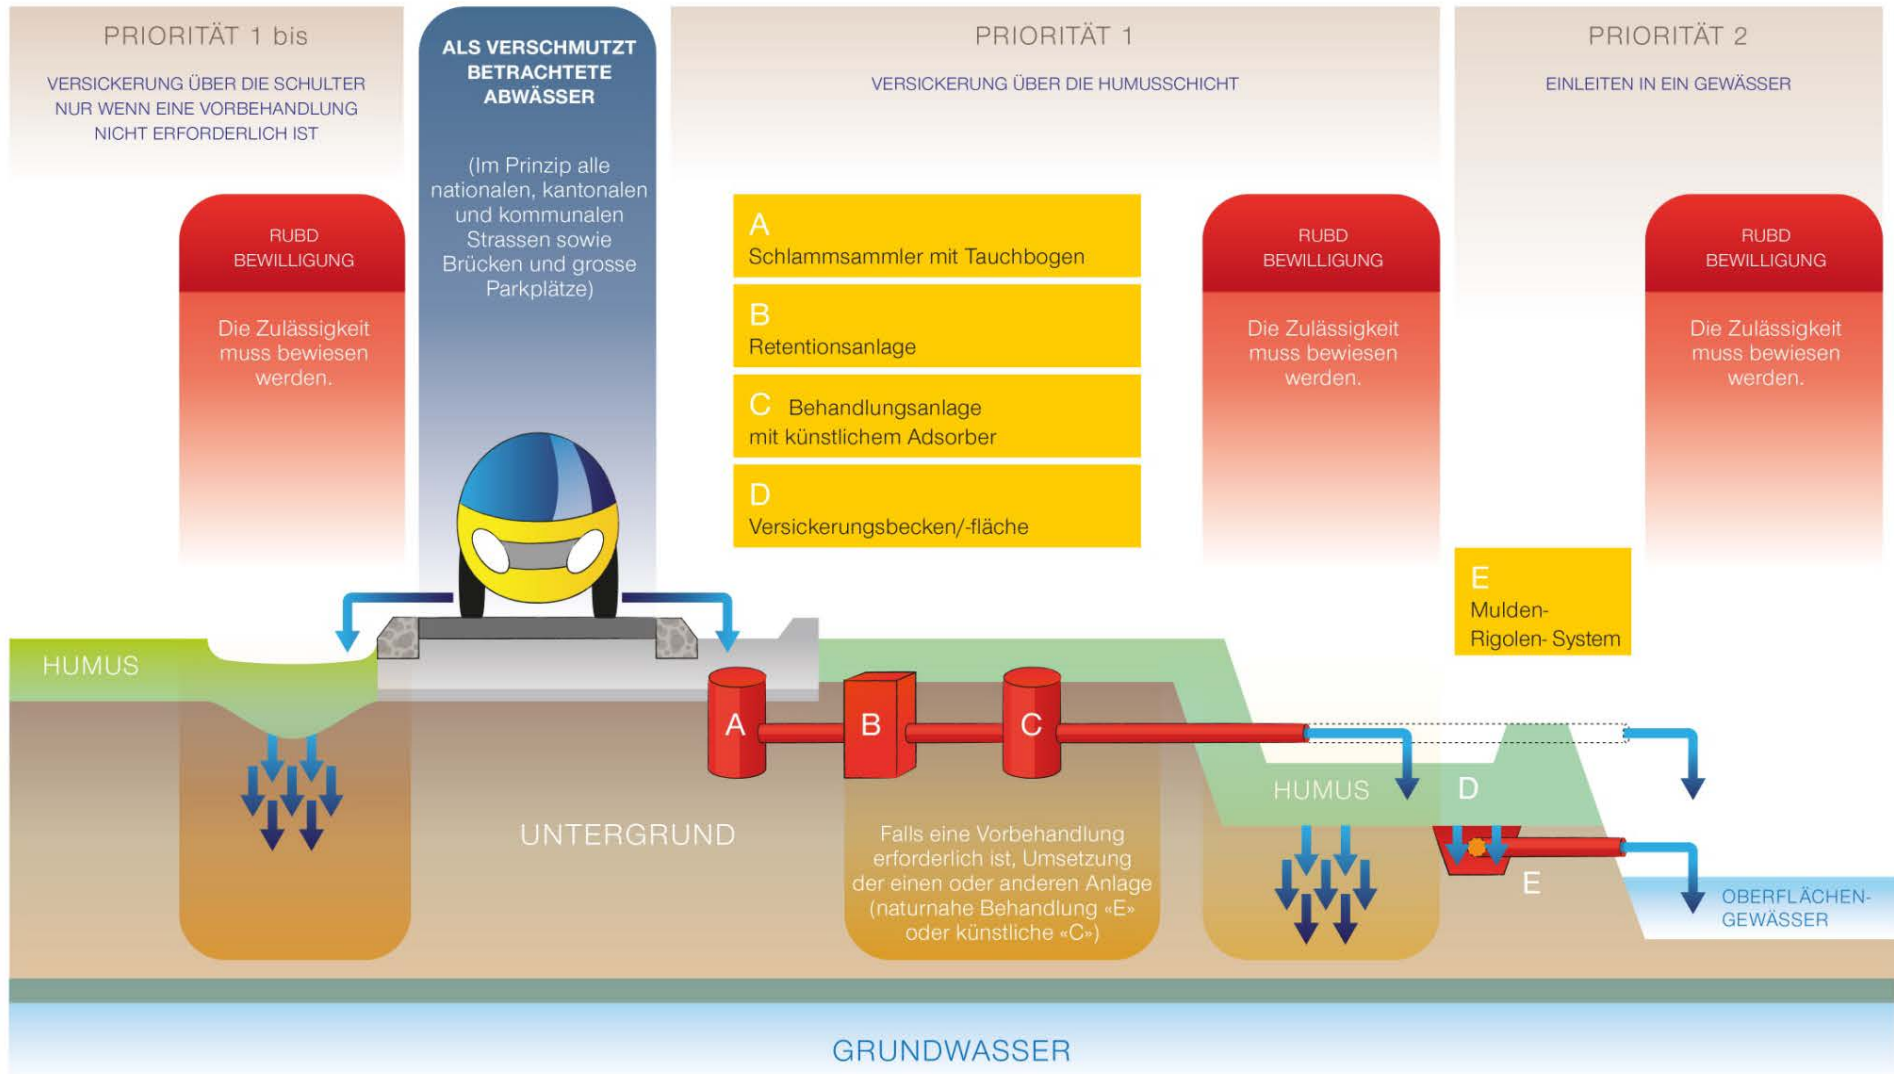 PRIORITÄT 1 bis
VERSICKERUNG ÜBER DIE SCHULTER
NUR WENN EINE VORBEHANDLUNG
NICHT ERFORDERLICH IST
RUBD
BEWILLIGUNG
Die Zulässigkeit
muss bewiesen
werden.
ALS VERSCHMUTZT
BETRACHTETE
ABWÄSSER
(Im Prinzip alle
nationalen, kantonalen
und kommunalen
Strassen sowie
Brücken und grosse
Parkplätze)
PRIORITÄT 1
VERSICKERUNG ÜBER DIE HUMUSSCHICHT
A
Schlammsammler mit Tauchbogen
B
Retentionsanlage
C Behandlungsanlage
mit künstlichem Adsorber
D
Versickerungsbecken/-fläche
RUBD
BEWILLIGUNG
Die Zulässigkeit
muss bewiesen
werden.
PRIORITÄT 2
EINLEITEN IN EIN GEWÄSSER
RUBD
BEWILLIGUNG
Die Zulässigkeit
muss bewiesen
werden.
E
Mulden-
Rigolen- System
HUMUS
A
B
C
HUMUS
D
UNTERGRUND
Falls eine Vorbehandlung
erforderlich ist, Umsetzung
der einen oder anderen Anlage
(naturnahe Behandlung «E»
oder künstliche «C»)
E
OBERFLÄCHEN-
GEWÄSSER
GRUNDWASSER